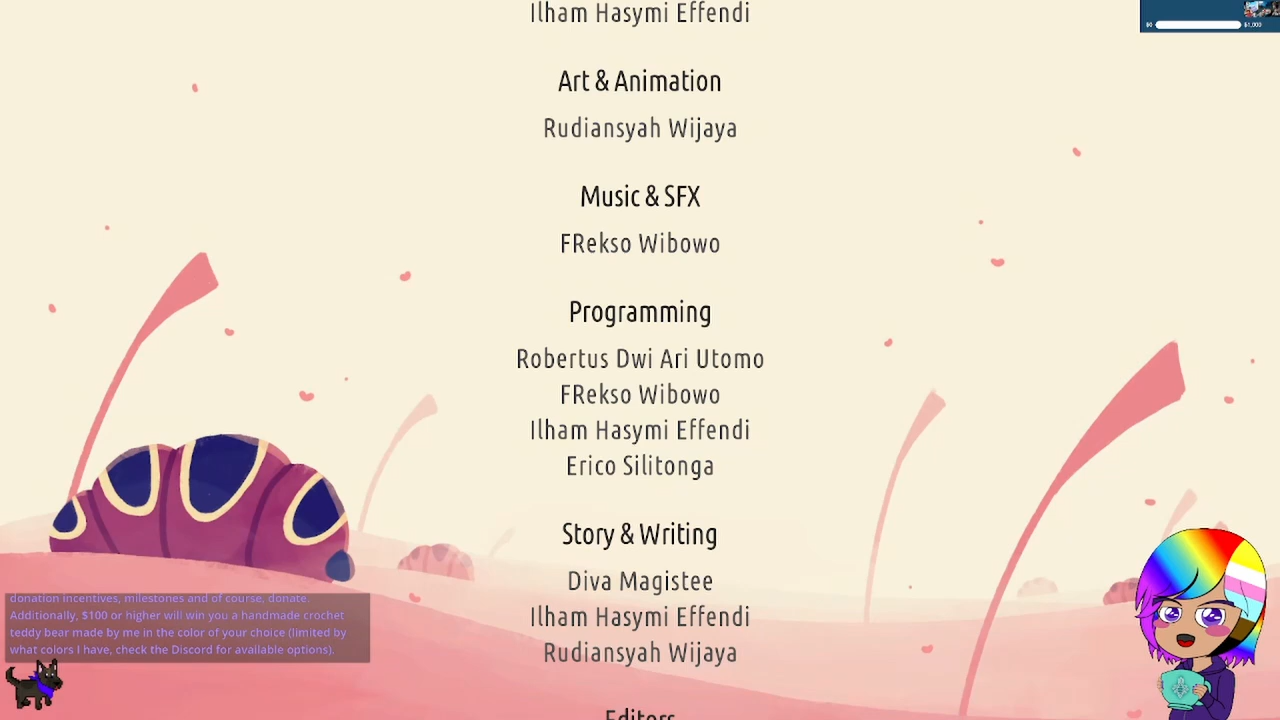 Ilham Hasymi Effendi
Art & Animation
Rudiansyah Wijaya
Music & SFX
FRekso Wibowo
Programming
Robertus Dwi Ari Utomo
FRekso Wibowo
Ilham Hasymi Effendi
Erico Silitonga
Story & Writing
Diva Magistee
Ilham Hasymi Effendi
Rudiansyah Wijaya
Editors
donation incentives, milestones and of course, donate.
Additionally, $100 or higher will win you a handmade crochet
teddy bear made by me in the color of your choice (limited by
what colors I have, check the Discord for available options).
$0
$1,000